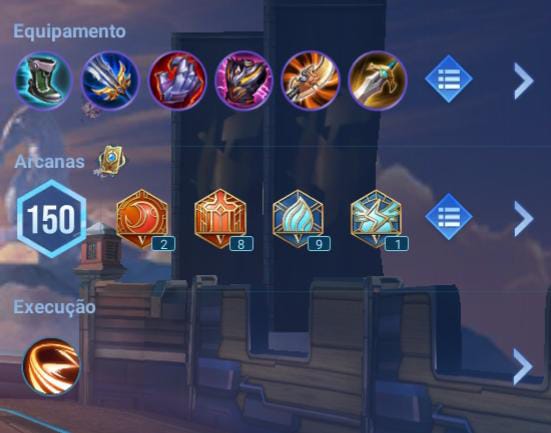 Equipamento
Arcanas
150
V 2
V 8
V 9
V 1
Execução